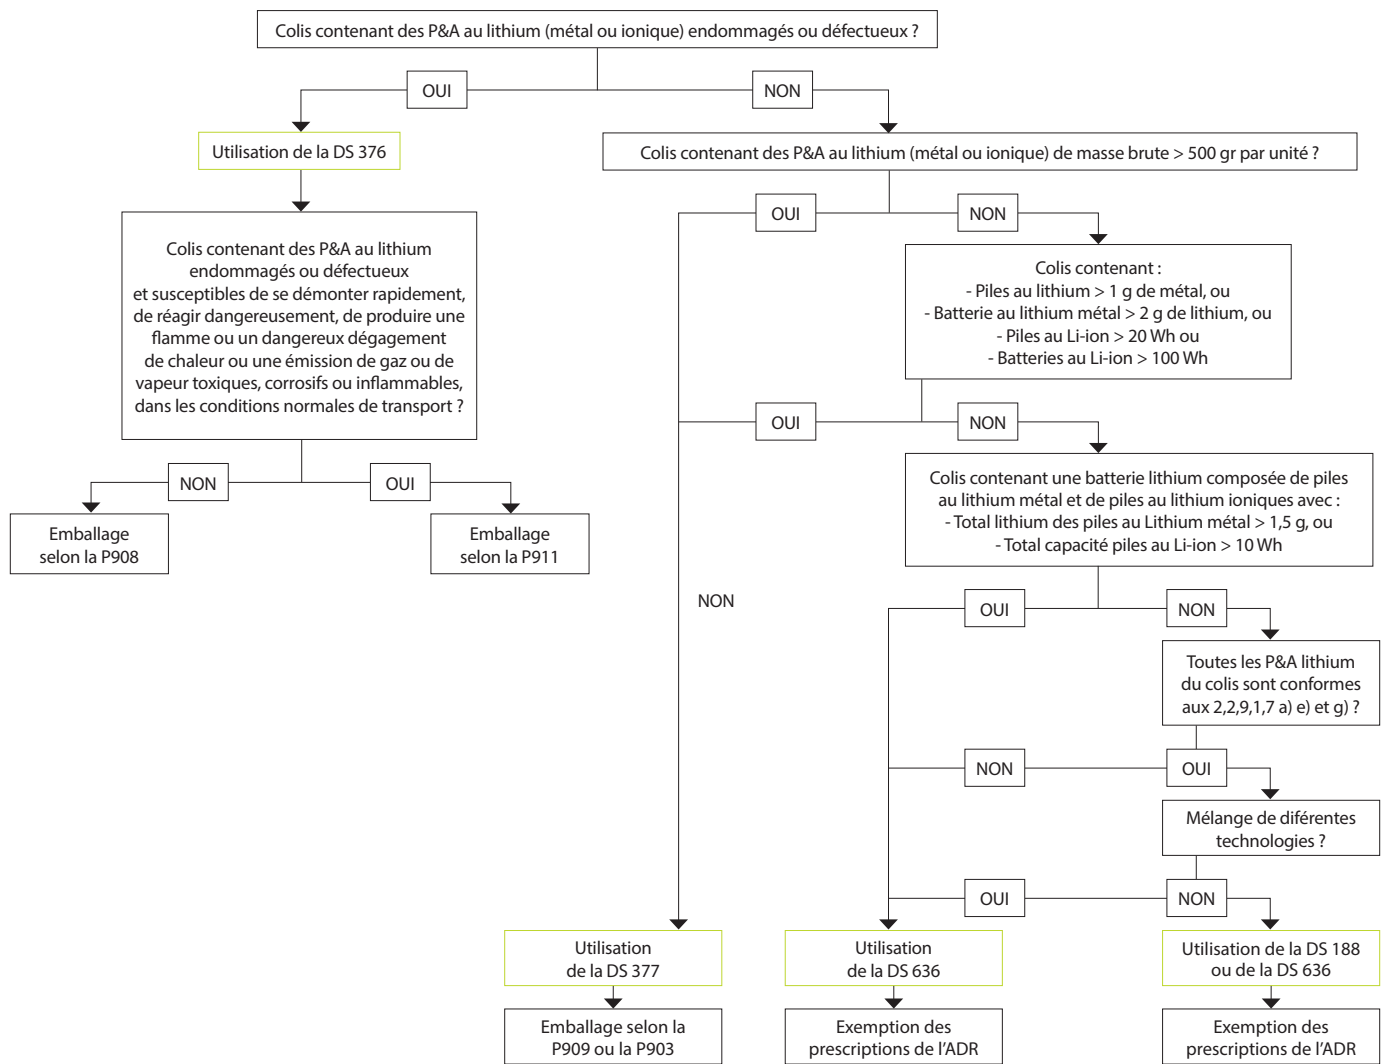 Colis contenant des P&A au lithium (métal ou ionique) endommagés ou défectueux ?
OUI
NON
Utilisation de la DS 376
Colis contenant des P&A au lithium (métal ou ionique) de masse brute > 500 gr par unité ?
OUI
NON
Colis contenant des P&A au lithium
endommagés ou défectueux
et susceptibles de se démonter rapidement,
de réagir dangereusement, de produire une
flamme ou un dangereux dégagement
de chaleur ou une émission de gaz ou de
vapeur toxiques, corrosifs ou inflammables,
dans les conditions normales de transport ?
Colis contenant :
- Piles au lithium > 1 g de métal, ou
- Batterie au lithium métal > 2 g de lithium, ou
- Piles au Li-ion > 20 Wh ou
- Batteries au Li-ion > 100 Wh
OUI
NON
NON
OUI
Colis contenant une batterie lithium composée de piles
au lithium métal et de piles au lithium ioniques avec :
- Total lithium des piles au Lithium métal > 1,5 g, ou
- Total capacité piles au Li-ion > 10 Wh
Emballage
selon la P908
Emballage
selon la P911
NON
OUI
NON
Toutes les P&A lithium
du colis sont conformes
aux 2,2,9,1,7 a) e) et g) ?
NON
OUI
Mélange de diférentes
technologies ?
OUI
NON
Utilisation
de la DS 377
Utilisation
de la DS 636
Utilisation de la DS 188
ou de la DS 636
Emballage selon la
P909 ou la P903
Exemption des
prescriptions de l'ADR
Exemption des
prescriptions de l'ADR